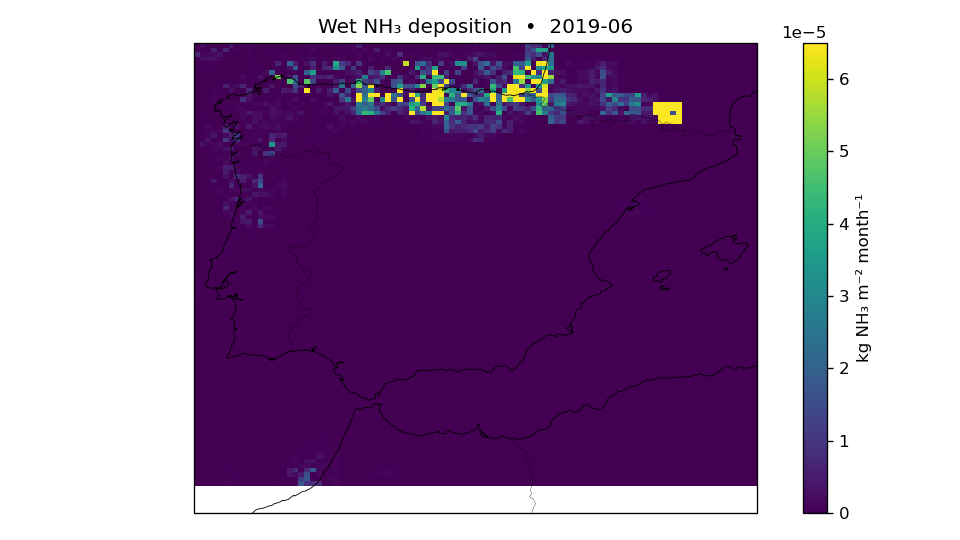 Wet NH₃ deposition • 2019-06
1e−5
6
5
4
3
2
1
0
kg NH₃ m⁻² month⁻¹